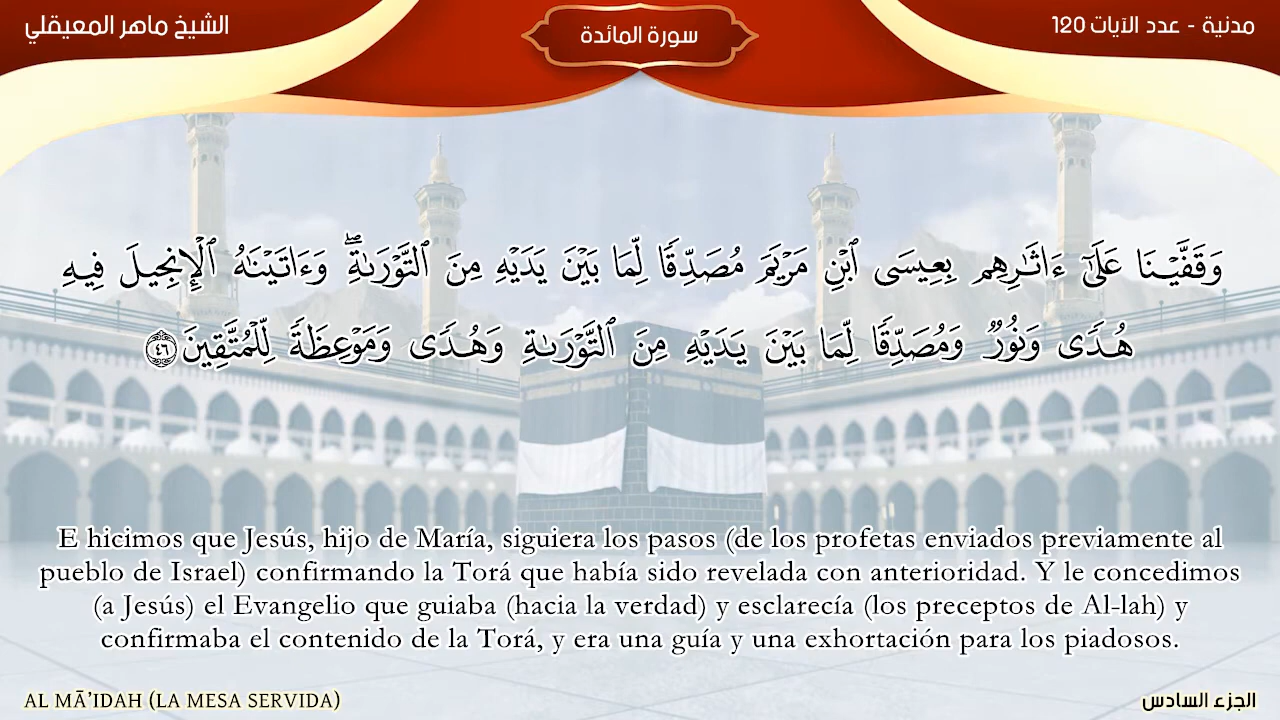 مدنية - عدد الآيات 120
سورة المائدة
الشيخ ماهر المعيقلي
وَقَفَّيْنَا عَلَىٰٓ ءَاثَـٰرِهِم بِعِيسَى ٱبْنِ مَرْيَمَ مُصَدِّقًا لِّمَا بَيْنَ يَدَيْهِ مِنَ ٱلتَّوْرَىٰةِ ۖ وَءَاتَيْنَـٰهُ ٱلْإِنجِيلَ فِيهِ
هُدًى وَنُورٌ وَمُصَدِّقًا لِّمَا بَيْنَ يَدَيْهِ مِنَ ٱلتَّوْرَىٰةِ وَهُدًى وَمَوْعِظَةً لِّلْمُتَّقِينَ ٤٦
E hicimos que Jesús, hijo de María, siguiera los pasos (de los profetas enviados previamente al
pueblo de Israel) confirmando la Torá que había sido revelada con anterioridad. Y le concedimos
(a Jesús) el Evangelio que guiaba (hacia la verdad) y esclarecía (los preceptos de Al-lah) y
confirmaba el contenido de la Torá, y era una guía y una exhortación para los piadosos.
AL MĀ’IDAH (LA MESA SERVIDA)
الجزء السادس